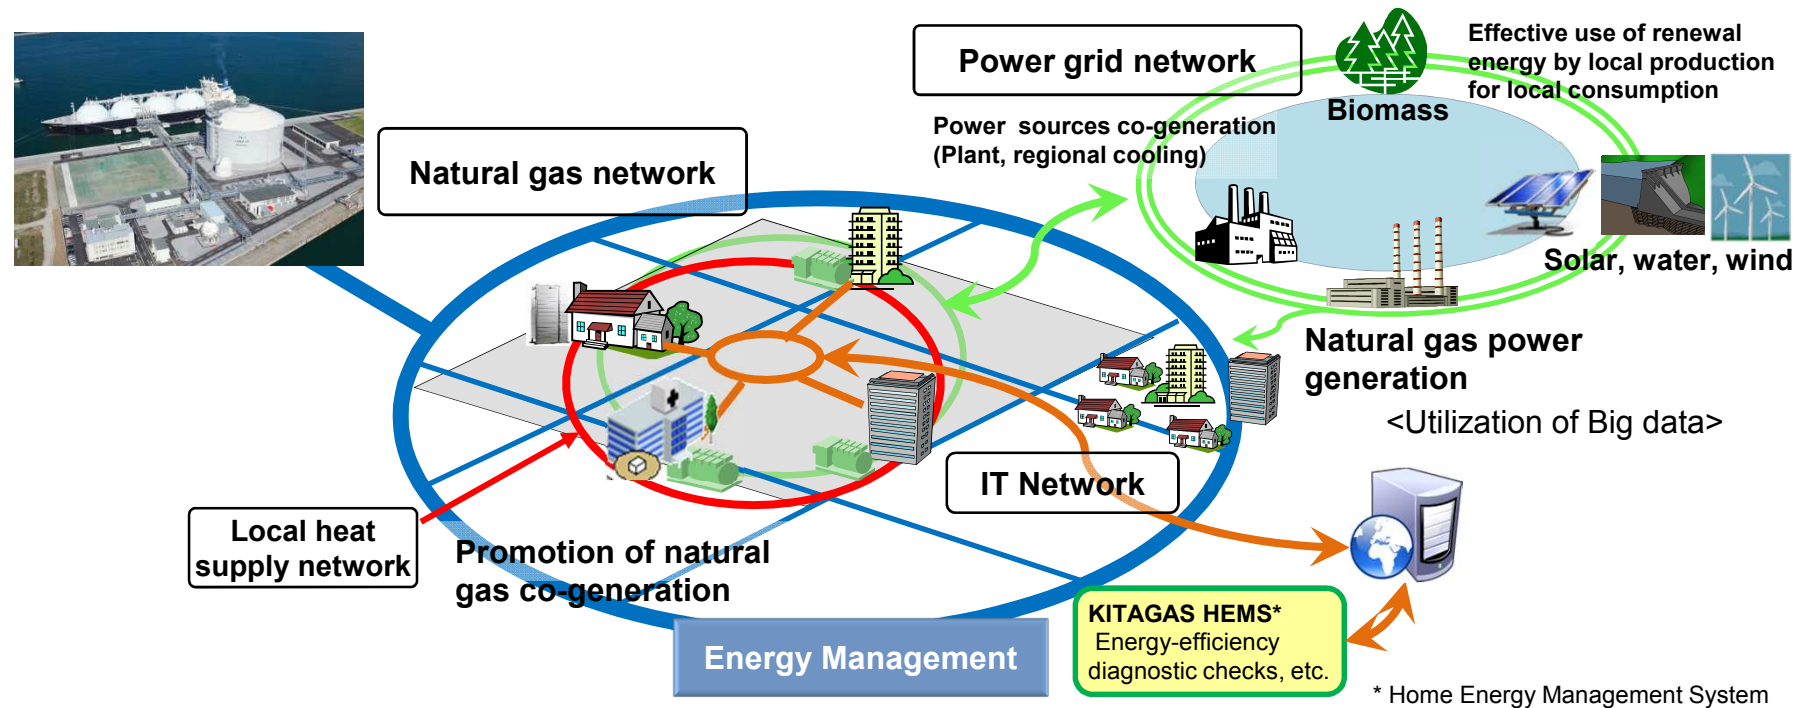 Power grid network
Effective use of renewal
energy by local production
for local consumption
Biomass
Power sources co-generation
(Plant, regional cooling)
Natural gas network
Solar, water, wind
Natural gas power
generation
<Utilization of Big data>
IT Network
Local heat
supply network
Promotion of natural
gas co-generation
KITAGAS HEMS*
Energy-efficiency
diagnostic checks, etc.
Energy Management
* Home Energy Management System